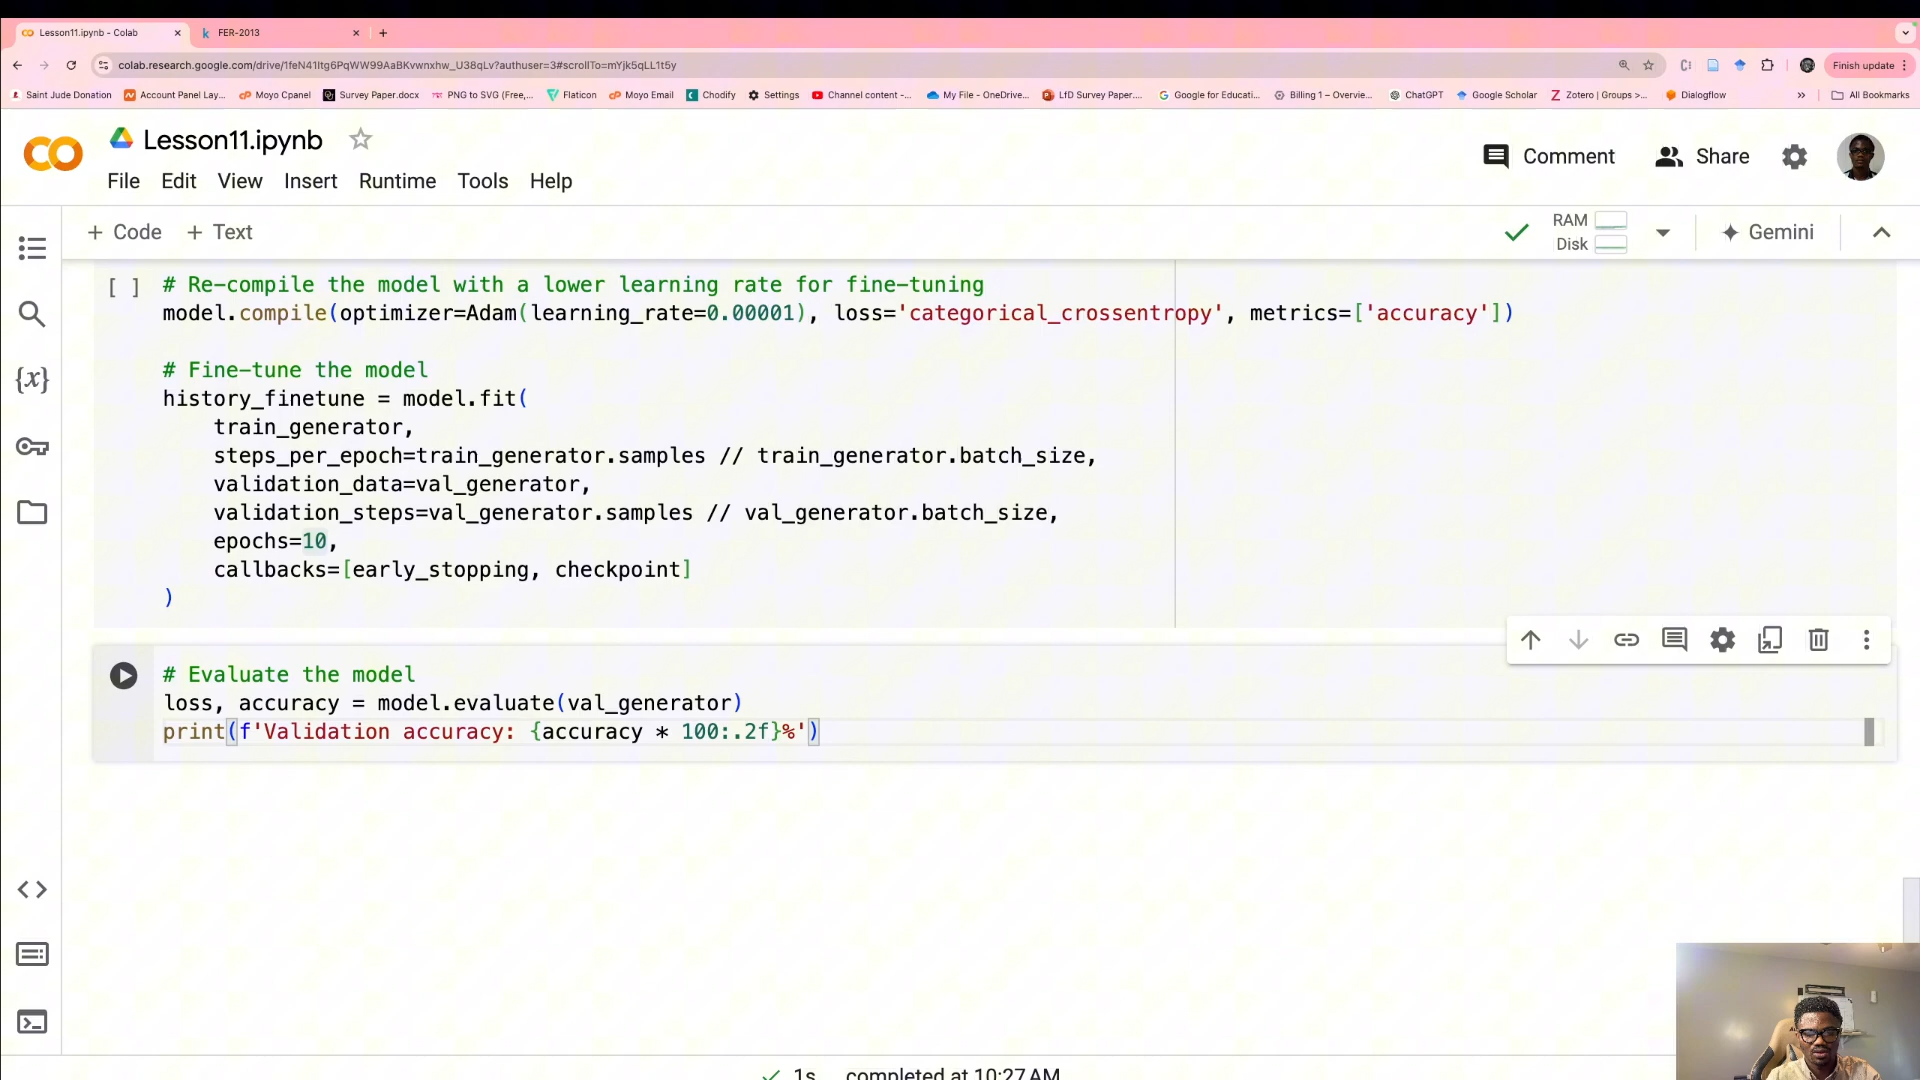 Lesson11.ipynb - Colab
FER-2013
colab.research.google.com/drive/1feN41Itg6PqWW99AaBKvwnxhw_U38qLv?authuser=3#scrollTo=mYjk5qLL1t5y
Finish update
Saint Jude Donation
Account Panel Lay...
Moyo Cpanel
Survey Paper.docx
PNG to SVG (Free,...
Flaticon
Moyo Email
Chodify
Settings
Channel content -...
My File - OneDrive...
LfD Survey Paper....
Google for Educati...
Billing 1 – Overvie...
ChatGPT
Google Scholar
Zotero | Groups >...
Dialogflow
All Bookmarks
Lesson11.ipynb
Comment
Share
File Edit View Insert Runtime Tools Help
+ Code + Text
RAM
Disk
Gemini
[ ] # Re-compile the model with a lower learning rate for fine-tuning
model.compile(optimizer=Adam(learning_rate=0.00001), loss='categorical_crossentropy', metrics=['accuracy'])
# Fine-tune the model
history_finetune = model.fit(
train_generator,
steps_per_epoch=train_generator.samples // train_generator.batch_size,
validation_data=val_generator,
validation_steps=val_generator.samples // val_generator.batch_size,
epochs=10,
callbacks=[early_stopping, checkpoint]
)
# Evaluate the model
loss, accuracy = model.evaluate(val_generator)
print(f'Validation accuracy: {accuracy * 100:.2f}%')
1s completed at 10:27 AM